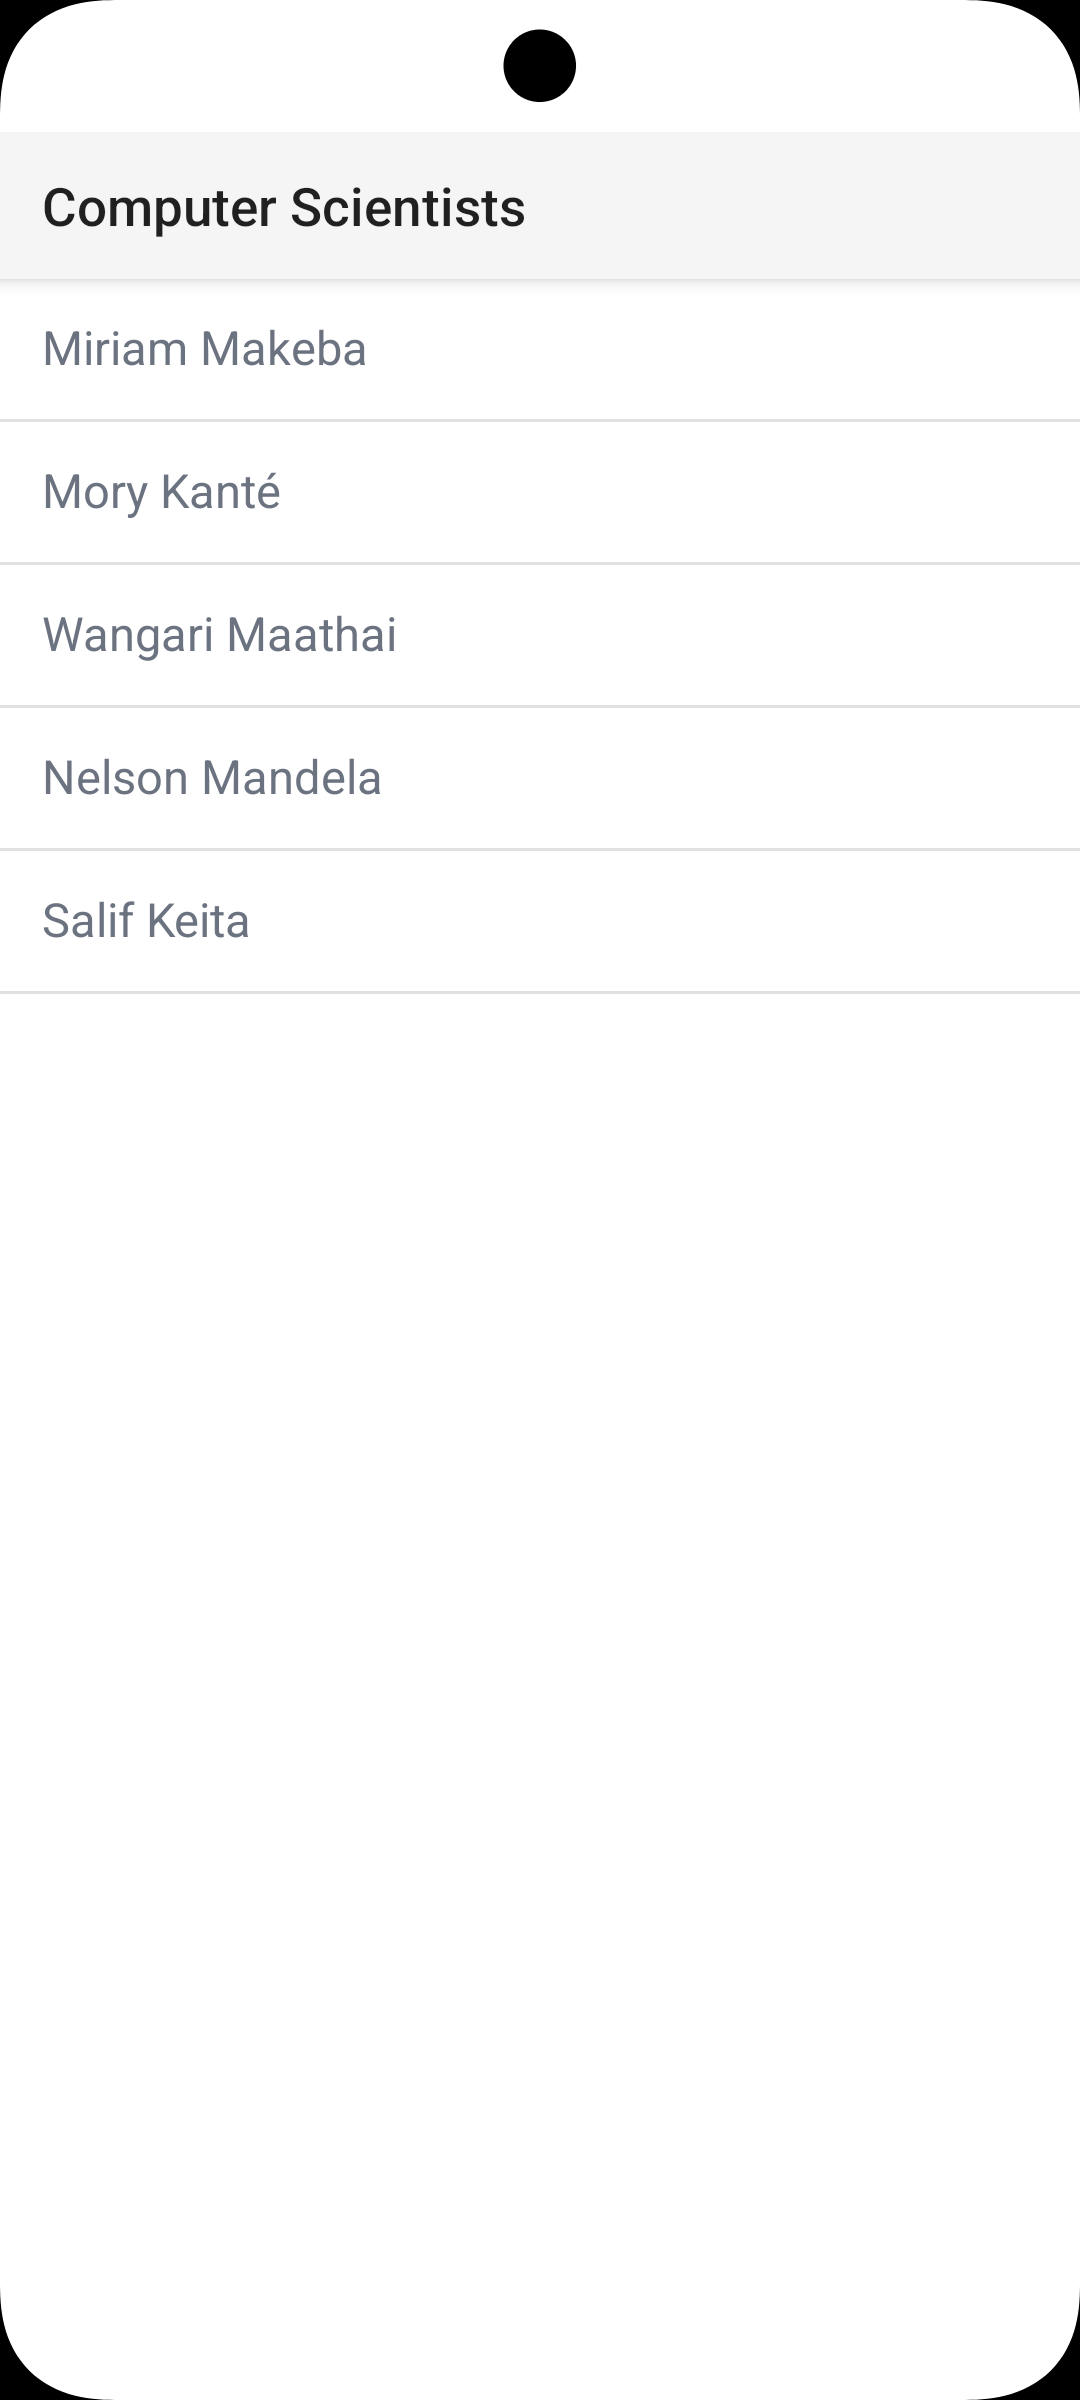 Computer Scientists
Miriam Makeba
Mory Kanté
Wangari Maathai
Nelson Mandela
Salif Keita